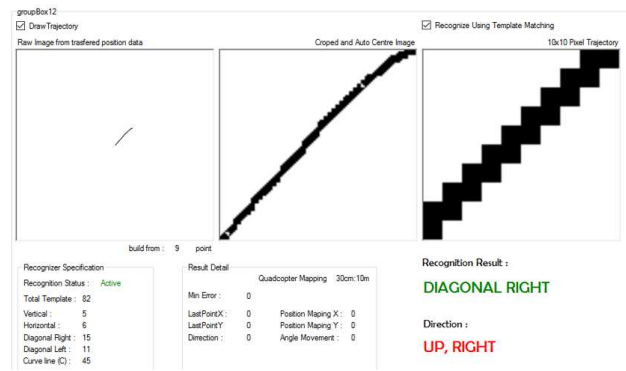 groupBox12
Draw Trajectory
Recognize Using Template Matching
Raw Image from trasfered position data
Croped and Auto Centre Image
10x10 Pixel Trajectory
build from : 9 point
Recognizer Specification
Recognition Status : Active
Total Template : 82
Vertical : 5
Horizontal : 6
Diagonal Right : 15
Diagonal Left : 11
Curve line (C) : 45
Result Detail
Quadcopter Mapping 30cm:10m
Min Error : 0
LastPointX : 0 Position Maping X : 0
LastPointY 0 Position Maping Y : 0
Dimection : 0 Angle Movement : 0
Recognition Result :
DIAGONAL RIGHT
Direction :
UP, RIGHT